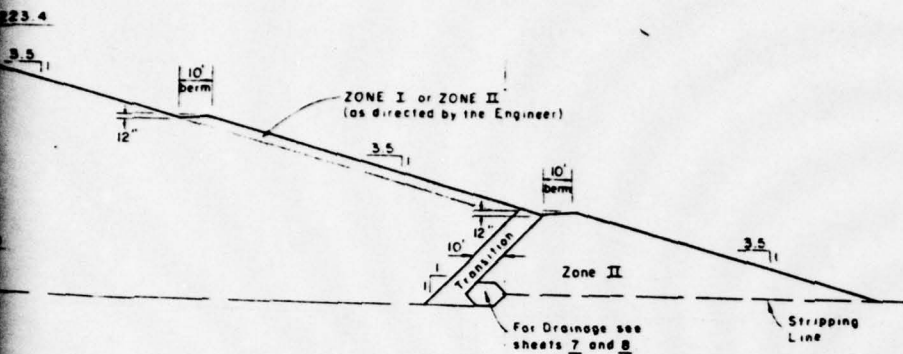 223.4
3.5
1
10'
berm
12"
ZONE I or ZONE II
(as directed by the Engineer)
3.5
1
10'
berm
12"
10'
Transition
1
1
3.5
1
Zone II
Stripping
Line
For Drainage see
sheets 7 and 8